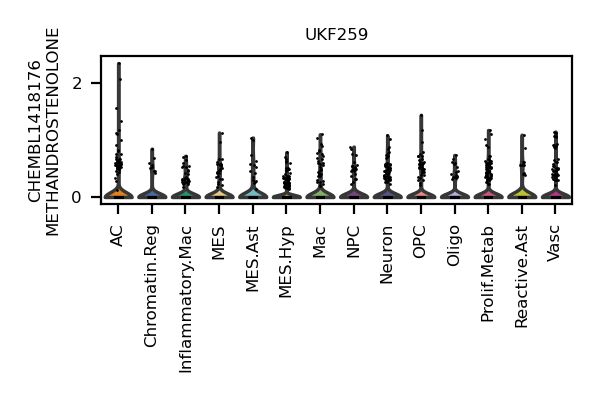 UKF259
CHEMBL1418176
METHANDROSTENOLONE
2
0
AC
Chromatin.Reg
Inflammatory.Mac
MES
MES.Ast
MES.Hyp
Mac
NPC
Neuron
OPC
Oligo
Prolif.Metab
Reactive.Ast
Vasc